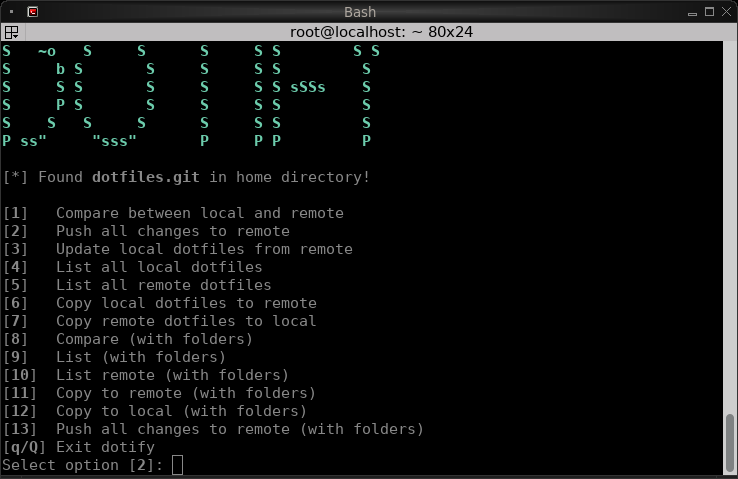 Bash
root@localhost: ~ 80x24
S   ~o   S     S      S     S S        S S
S     b S       S     S     S S         S
S     S S       S     S     S S sSSs    S
S     P S       S     S     S S         S
S    S   S     S      S     S S         S
P ss"     "sss"       P     P P         P
[*] Found dotfiles.git in home directory!
[1]   Compare between local and remote
[2]   Push all changes to remote
[3]   Update local dotfiles from remote
[4]   List all local dotfiles
[5]   List all remote dotfiles
[6]   Copy local dotfiles to remote
[7]   Copy remote dotfiles to local
[8]   Compare (with folders)
[9]   List (with folders)
[10]  List remote (with folders)
[11]  Copy to remote (with folders)
[12]  Copy to local (with folders)
[13]  Push all changes to remote (with folders)
[q/Q] Exit dotify
Select option [2]: